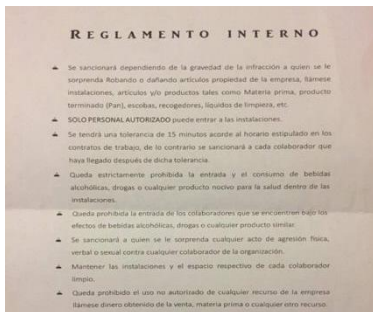 REGLAMENTO INTERNO
Se sancionará dependiendo de la gravedad de la infracción a quien se le
sorprenda Robando o dañando artículos propiedad de la empresa, llámese
instalaciones, artículos y/o productos tales como Materia prima, producto
terminado (Pan), escobas, recogedores, líquidos de limpieza, etc.
SOLO PERSONAL AUTORIZADO puede entrar a las instalaciones.
Se tendrá una tolerancia de 15 minutos acorde al horario estipulado en los
contratos de trabajo, de lo contrario se sancionará a cada colaborador que
haya llegado después de dicha tolerancia.
Queda estrictamente prohibida la entrada y el consumo de bebidas
alcohólicas, drogas o cualquier producto nocivo para la salud dentro de las
instalaciones.
Queda prohibida la entrada de los colaboradores que se encuentren bajo los
efectos de bebidas alcohólicas, drogas o cualquier producto similar.
Se sancionará a quien se le sorprenda cualquier acto de agresión física,
verbal o sexual contra cualquier colaborador de la organización.
Mantener las instalaciones y el espacio respectivo de cada colaborador
limpio.
Queda prohibido el uso no autorizado de cualquier recurso de la empresa
llámese dinero obtenido de la venta, materia prima o cualquier otro recurso.